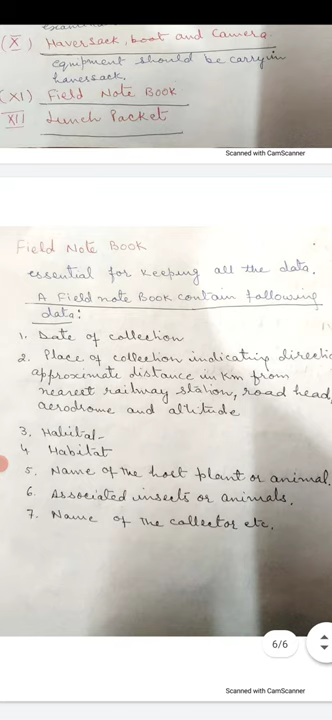 (X) Haversack, boot and Camera
equipment should be carry in
haversack.
(XI) Field Note Book
XII Lunch Packet
Scanned with CamScanner
Field Note Book
essential for keeping all the data.
A Field note Book contain following
data:
1. Date of collection
2. Place of collection indicating directio
approximate distance in Km from
nearest railway station, road head,
aerodrome and altitude
3. Habital-
4. Habitat
5. Name of the host plant or animal.
6. Associated insects or animals.
7. Name of the collector etc.
6/6
Scanned with CamScanner